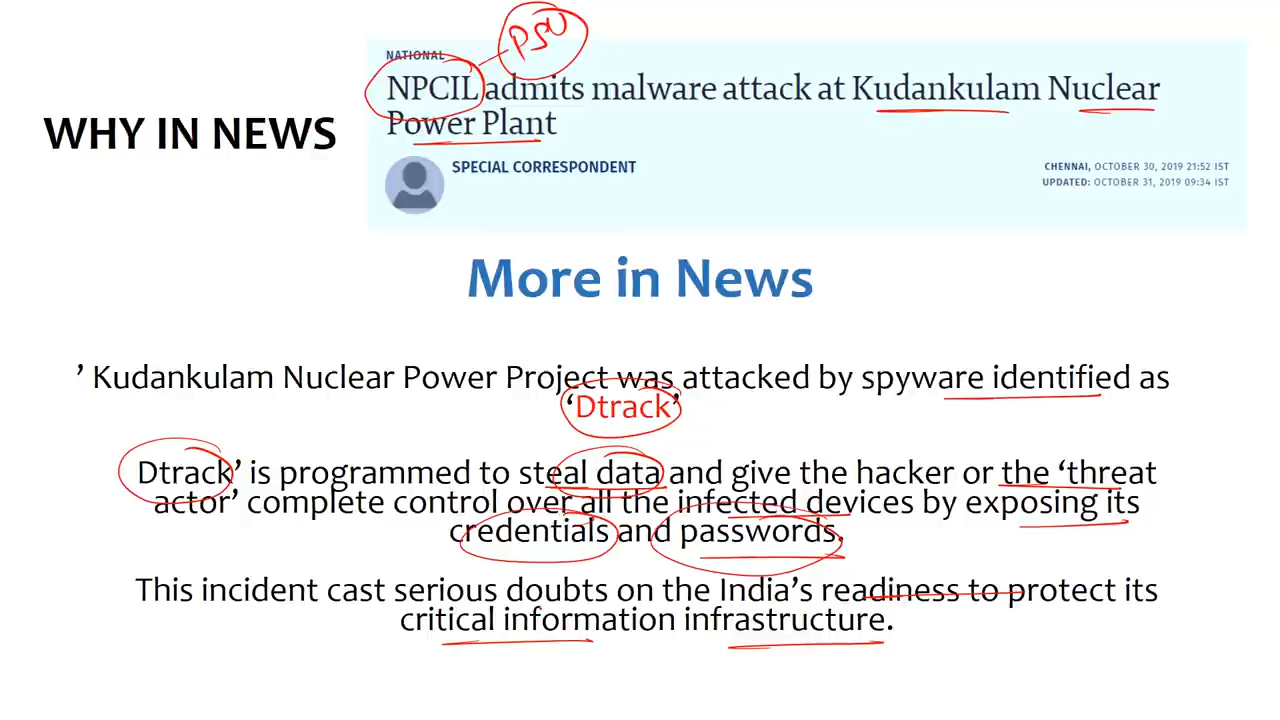 PSU
NATIONAL
NPCIL admits malware attack at Kudankulam Nuclear
Power Plant
WHY IN NEWS
SPECIAL CORRESPONDENT
CHENNAI, OCTOBER 30, 2019 21:52 IST
UPDATED: OCTOBER 31, 2019 09:34 IST
More in News
’ Kudankulam Nuclear Power Project was attacked by spyware identified as
‘Dtrack’
Dtrack’ is programmed to steal data and give the hacker or the ‘threat
actor’ complete control over all the infected devices by exposing its
credentials and passwords.
This incident cast serious doubts on the India’s readiness to protect its
critical information infrastructure.